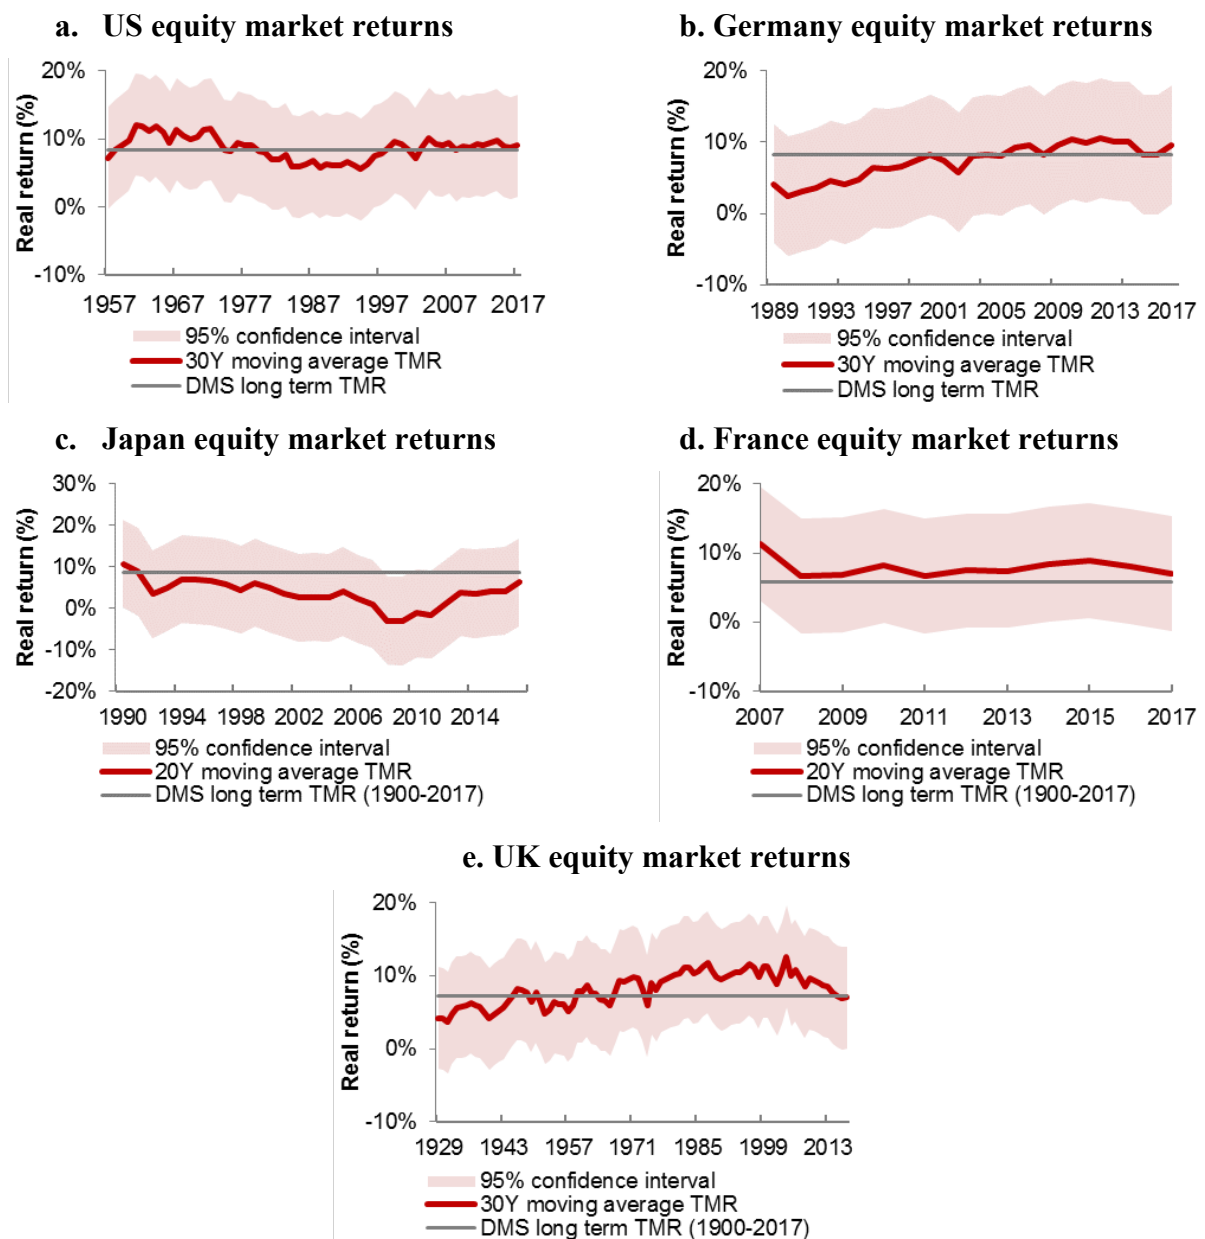 a. US equity market returns
Real return (%)
20%
10%
0%
-10%
1957 1967 1977 1987 1997 2007 2017
95% confidence interval
30Y moving average TMR
DMS long term TMR
b. Germany equity market returns
Real return (%)
20%
10%
0%
-10%
1989 1993 1997 2001 2005 2009 2013 2017
95% confidence interval
30Y moving average TMR
DMS long term TMR
c. Japan equity market returns
Real return (%)
30%
20%
10%
0%
-10%
-20%
1990 1994 1998 2002 2006 2010 2014
95% confidence interval
20Y moving average TMR
DMS long term TMR (1900-2017)
d. France equity market returns
Real return (%)
20%
10%
0%
-10%
2007 2009 2011 2013 2015 2017
95% confidence interval
20Y moving average TMR
DMS long term TMR
e. UK equity market returns
Real return (%)
20%
10%
0%
-10%
1929 1943 1957 1971 1985 1999 2013
95% confidence interval
30Y moving average TMR
DMS long term TMR (1900-2017)